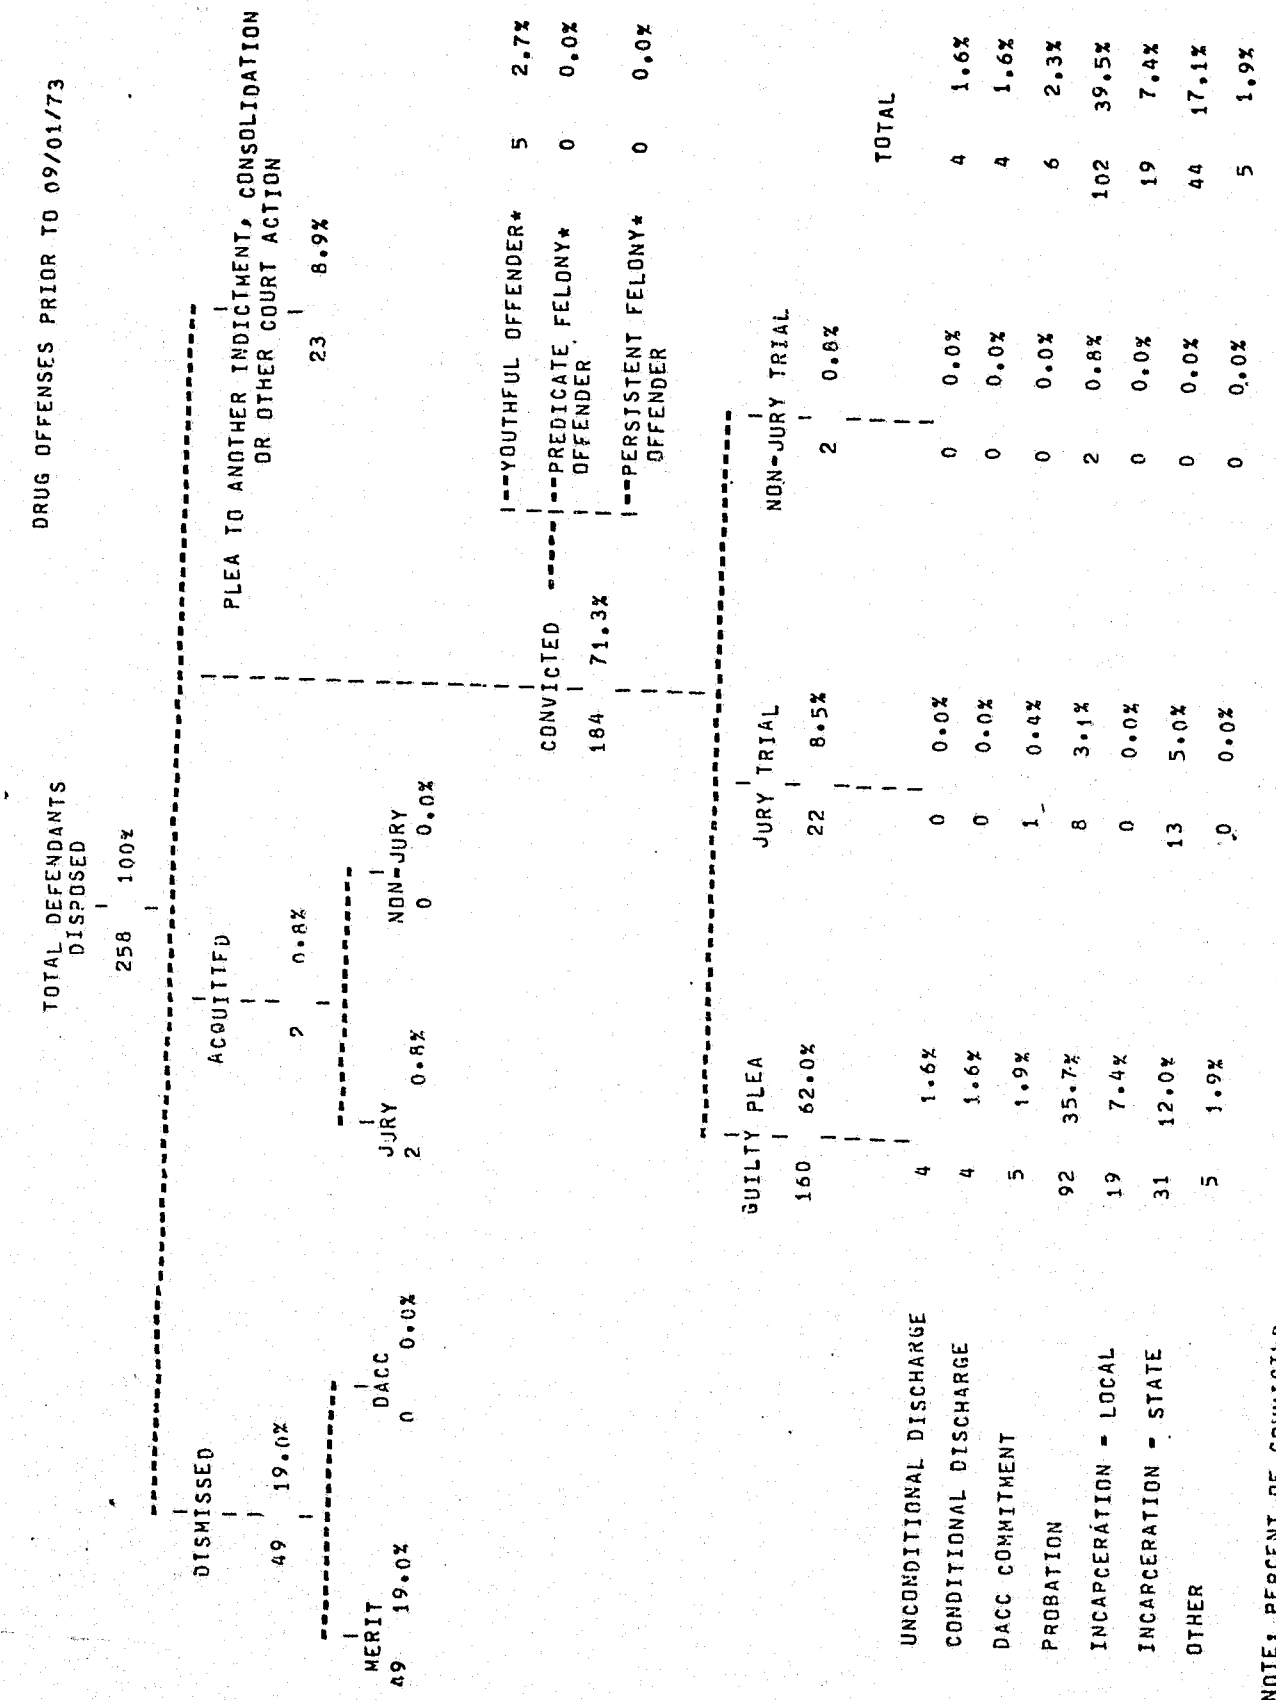 DRUG OFFENSES PRIOR TO 09/01/73
TOTAL DEFENDANTS
DISPOSED
258 100%
DISMISSED
49 19.0%
ACQUITTFD
2 0.8%
PLEA TO ANOTHER INDICTMENT, CONSOLIDATION
OR OTHER COURT ACTION
23 8.9%
MERIT
49 19.0%
DACC
0 0.0%
JURY
2 0.8%
NON-JURY
0 0.0%
CONVICTED
184 71.3%
YOUTHFUL OFFENDER* 5 2.7%
PREDICATE FELONY* 0 0.0%
OFFENDER
PERSTSTENT FELONY* 0 0.0%
OFFENDER
GUILTY PLEA JURY TRIAL NON-JURY TRIAL
160 62.0% 22 8.5% 2 0.8%
TOTAL
UNCONDITIONAL DISCHARGE 4 1.6% 0 0.0% 0 0.0% 4 1.6%
CONDITIONAL DISCHARGE 4 1.6% 0 0.0% 0 0.0% 4 1.6%
DACC COMMITMENT 5 1.9% 1 0.4% 0 0.0% 6 2.3%
PROBATION 92 35.7% 8 3.1% 2 0.8% 102 39.5%
INCAPCERATION - LOCAL 19 7.4% 0 0.0% 0 0.0% 19 7.4%
INCARCERATION - STATE 31 12.0% 13 5.0% 0 0.0% 44 17.1%
OTHER 5 1.9% 0 0.0% 0 0.0% 5 1.9%
NOTE: PERCENT OF